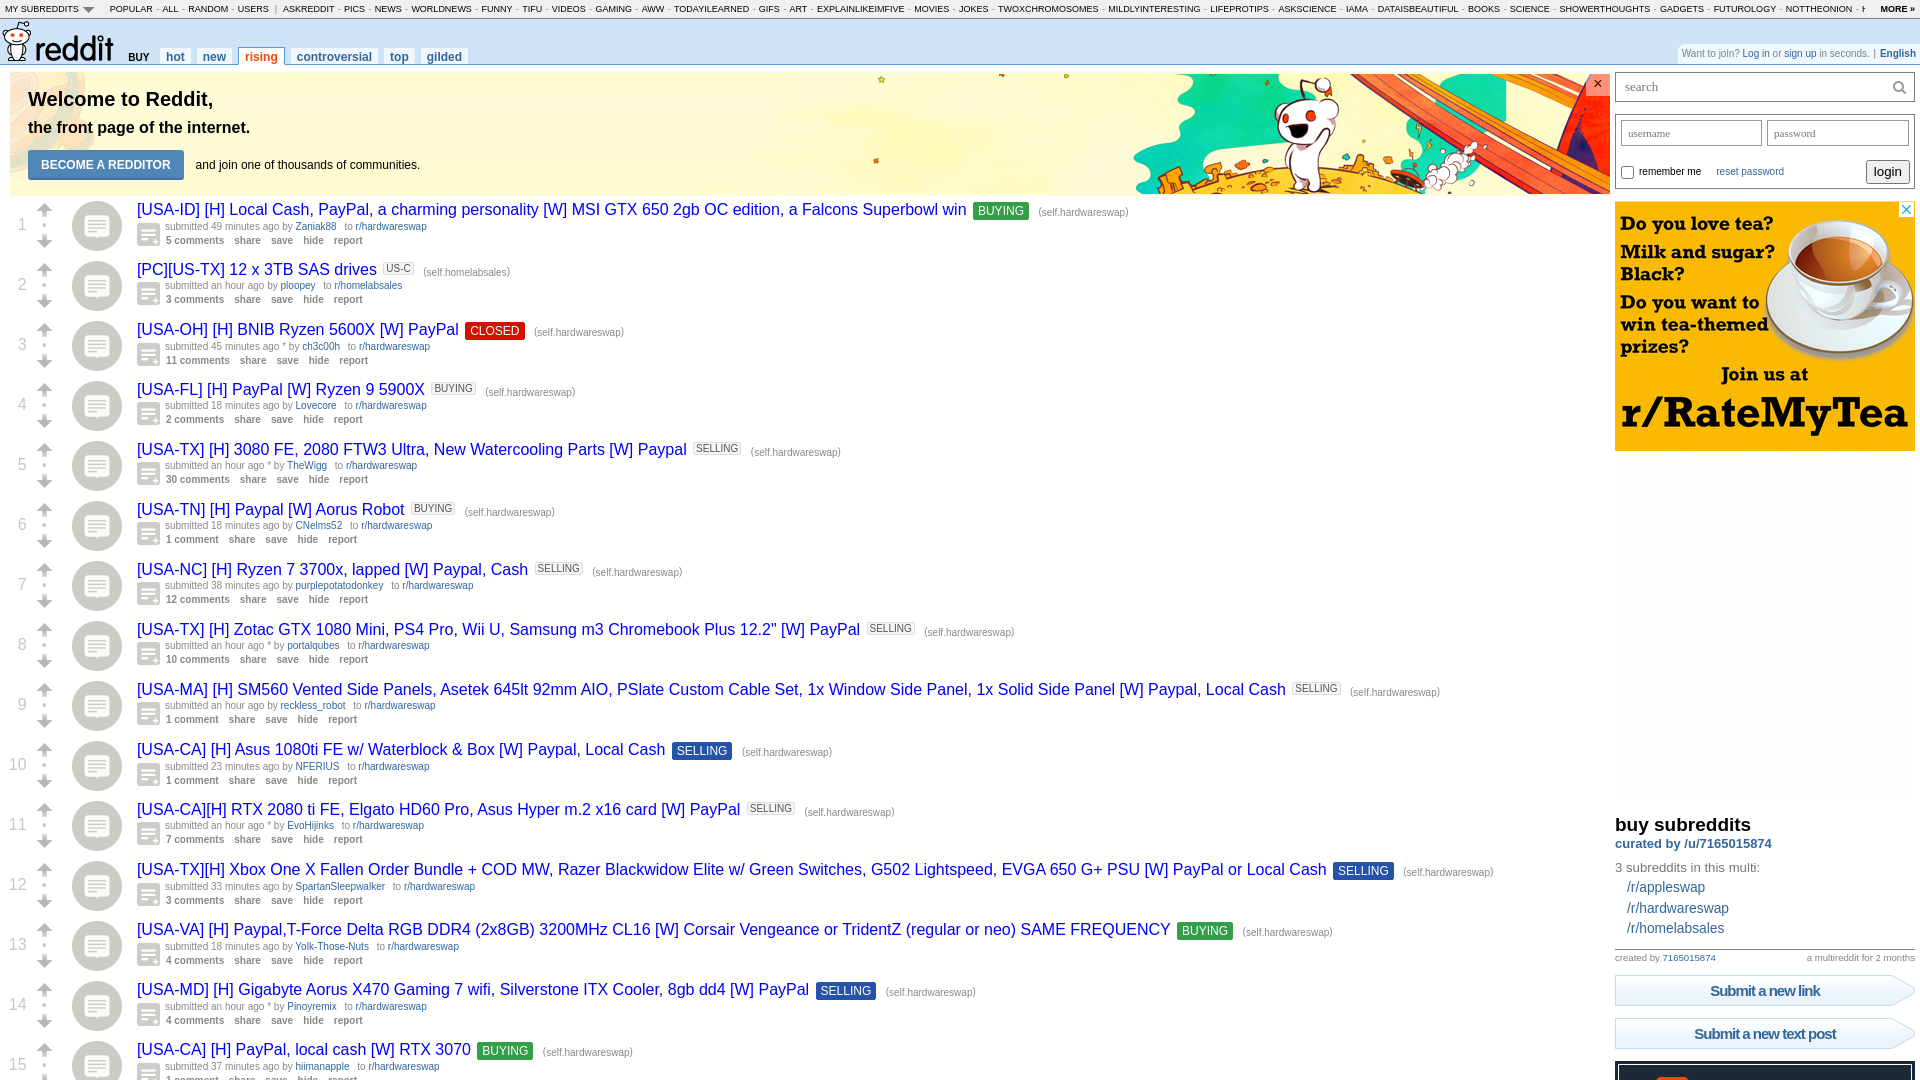 MY SUBREDDITS POPULAR - ALL - RANDOM - USERS | ASKREDDIT - PICS - NEWS - WORLDNEWS - FUNNY - TIFU - VIDEOS - GAMING - AWW - TODAYILEARNED - GIFS - ART - EXPLAINLIKEIMFIVE - MOVIES - JOKES - TWOXCHROMOSOMES - MILDLYINTERESTING - LIFEPROTIPS - ASKSCIENCE - IAMA - DATAISBEAUTIFUL - BOOKS - SCIENCE - SHOWERTHOUGHTS - GADGETS - FUTUROLOGY - NOTTHEONION - MORE »
reddit BUY hot new rising controversial top gilded
Want to join? Log in or sign up in seconds. | English
Welcome to Reddit,
the front page of the internet.
BECOME A REDDITOR and join one of thousands of communities.
×
search
username password
remember me reset password login
1 [USA-ID] [H] Local Cash, PayPal, a charming personality [W] MSI GTX 650 2gb OC edition, a Falcons Superbowl win BUYING (self.hardwareswap)
submitted 49 minutes ago by Zaniak88 to r/hardwareswap
5 comments share save hide report
2 [PC][US-TX] 12 x 3TB SAS drives US-C (self.homelabsales)
submitted an hour ago by ploopey to r/homelabsales
3 comments share save hide report
3 [USA-OH] [H] BNIB Ryzen 5600X [W] PayPal CLOSED (self.hardwareswap)
submitted 45 minutes ago * by ch3c00h to r/hardwareswap
11 comments share save hide report
4 [USA-FL] [H] PayPal [W] Ryzen 9 5900X BUYING (self.hardwareswap)
submitted 18 minutes ago by Lovecore to r/hardwareswap
2 comments share save hide report
5 [USA-TX] [H] 3080 FE, 2080 FTW3 Ultra, New Watercooling Parts [W] Paypal SELLING (self.hardwareswap)
submitted an hour ago * by TheWigg to r/hardwareswap
30 comments share save hide report
6 [USA-TN] [H] Paypal [W] Aorus Robot BUYING (self.hardwareswap)
submitted 18 minutes ago by CNelms52 to r/hardwareswap
1 comment share save hide report
7 [USA-NC] [H] Ryzen 7 3700x, lapped [W] Paypal, Cash SELLING (self.hardwareswap)
submitted 38 minutes ago by purplepotatodonkey to r/hardwareswap
12 comments share save hide report
8 [USA-TX] [H] Zotac GTX 1080 Mini, PS4 Pro, Wii U, Samsung m3 Chromebook Plus 12.2" [W] PayPal SELLING (self.hardwareswap)
submitted an hour ago * by portalqubes to r/hardwareswap
10 comments share save hide report
9 [USA-MA] [H] SM560 Vented Side Panels, Asetek 645lt 92mm AIO, PSlate Custom Cable Set, 1x Window Side Panel, 1x Solid Side Panel [W] Paypal, Local Cash SELLING (self.hardwareswap)
submitted an hour ago by reckless_robot to r/hardwareswap
1 comment share save hide report
10 [USA-CA] [H] Asus 1080ti FE w/ Waterblock & Box [W] Paypal, Local Cash SELLING (self.hardwareswap)
submitted 23 minutes ago by NFERIUS to r/hardwareswap
1 comment share save hide report
11 [USA-CA][H] RTX 2080 ti FE, Elgato HD60 Pro, Asus Hyper m.2 x16 card [W] PayPal SELLING (self.hardwareswap)
submitted an hour ago * by EvoHijinks to r/hardwareswap
7 comments share save hide report
12 [USA-TX][H] Xbox One X Fallen Order Bundle + COD MW, Razer Blackwidow Elite w/ Green Switches, G502 Lightspeed, EVGA 650 G+ PSU [W] PayPal or Local Cash SELLING (self.hardwareswap)
submitted 33 minutes ago by SpartanSleepwalker to r/hardwareswap
3 comments share save hide report
13 [USA-VA] [H] Paypal,T-Force Delta RGB DDR4 (2x8GB) 3200MHz CL16 [W] Corsair Vengeance or TridentZ (regular or neo) SAME FREQUENCY BUYING (self.hardwareswap)
submitted 18 minutes ago by Yolk-Those-Nuts to r/hardwareswap
4 comments share save hide report
14 [USA-MD] [H] Gigabyte Aorus X470 Gaming 7 wifi, Silverstone ITX Cooler, 8gb dd4 [W] PayPal SELLING (self.hardwareswap)
submitted an hour ago * by Pinoyremix to r/hardwareswap
4 comments share save hide report
15 [USA-CA] [H] PayPal, local cash [W] RTX 3070 BUYING (self.hardwareswap)
submitted 37 minutes ago by hiimanapple to r/hardwareswap
1 comment share save hide report
Do you love tea?
Milk and sugar?
Black?
Do you want to
win tea-themed
prizes?
Join us at
r/RateMyTea
buy subreddits
curated by /u/7165015874
3 subreddits in this multi:
/r/appleswap
/r/hardwareswap
/r/homelabsales
created by 7165015874 a multireddit for 2 months
Submit a new link
Submit a new text post